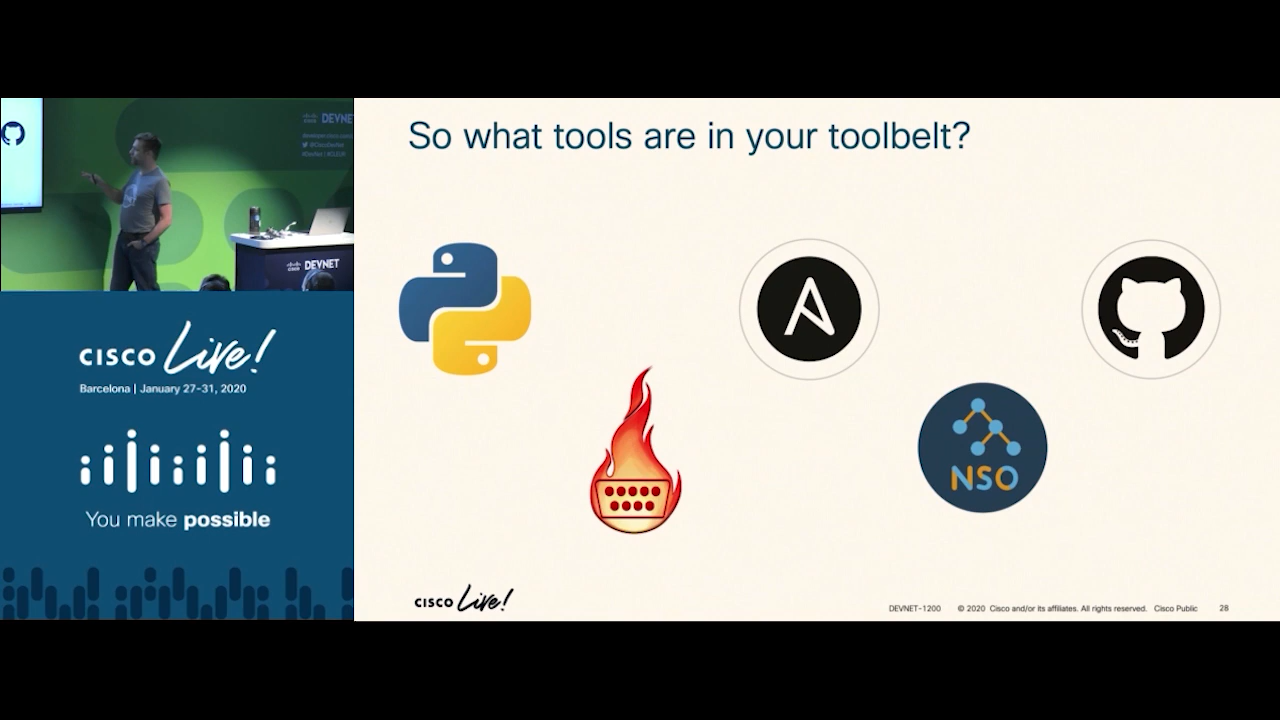 So what tools are in your toolbelt?
DEVNET
DEVNET
CISCO Live!
Barcelona | January 27-31, 2020
You make possible
NSO
CISCO Live!
DEVNET-1200 © 2020 Cisco and/or its affiliates. All rights reserved. Cisco Public 28